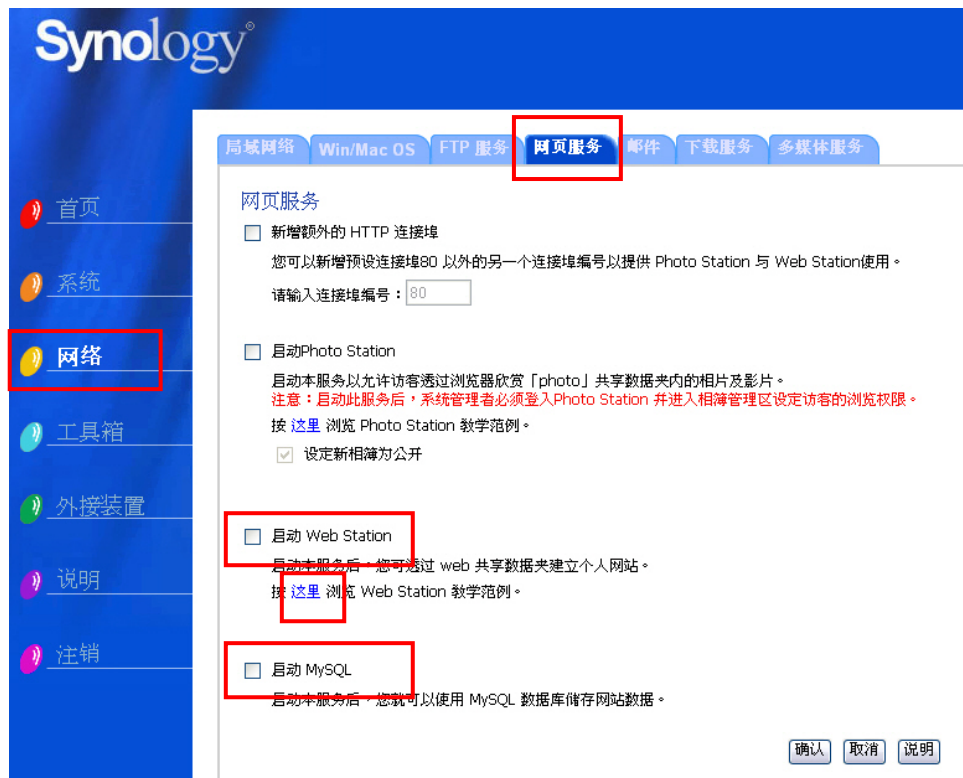 Synology®
局域网络 Win/Mac OS FTP 服务 网页服务 邮件 下载服务 多媒体服务
首页
系统
网络
工具箱
外接装置
说明
注销
网页服务
新增额外的 HTTP 连接埠
您可以新增预设连接埠80 以外的另一个连接埠编号以提供 Photo Station 与 Web Station使用。
请输入连接埠编号：80
启动Photo Station
启动本服务以允许访客透过浏览器欣赏「photo」共享数据夹内的相片及影片。
注意：启动此服务后，系统管理者必须登入Photo Station 并进入相簿管理区设定访客的浏览权限。
按 这里 浏览 Photo Station 教学范例。
设定新相簿为公开
启动 Web Station
启动本服务后，您可透过 web 共享数据夹建立个人网站。
按 这里 浏览 Web Station 教学范例。
启动 MySQL
启动本服务后，您就可以使用 MySQL 数据库储存网站数据。
确认 取消 说明